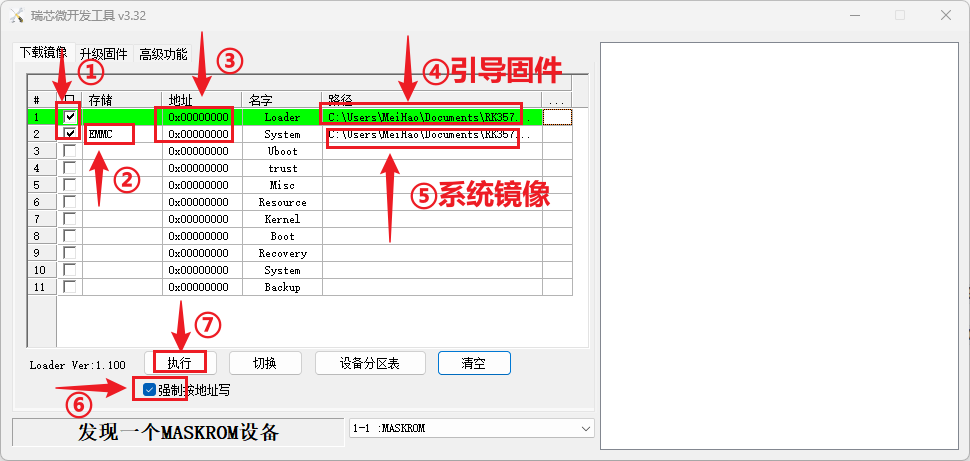 瑞芯微开发工具 v3.32
下载镜像 升级固件 高级功能
① ③ ④引导固件
# 存储 地址 名字 路径 ...
1 0x00000000 Loader C:\Users\MeiHao\Documents\RK357...
2 EMMC 0x00000000 System C:\Users\MeiHao\Documents\RK357...
3 0x00000000 Uboot
② ⑤系统镜像
4 0x00000000 trust
5 0x00000000 Misc
6 0x00000000 Resource
7 0x00000000 Kernel
8 0x00000000 Boot
9 0x00000000 Recovery
10 0x00000000 System
11 0x00000000 Backup
⑦
Loader Ver:1.100 执行 切换 设备分区表 清空
⑥ 强制按地址写
发现一个MASKROM设备 1-1 :MASKROM